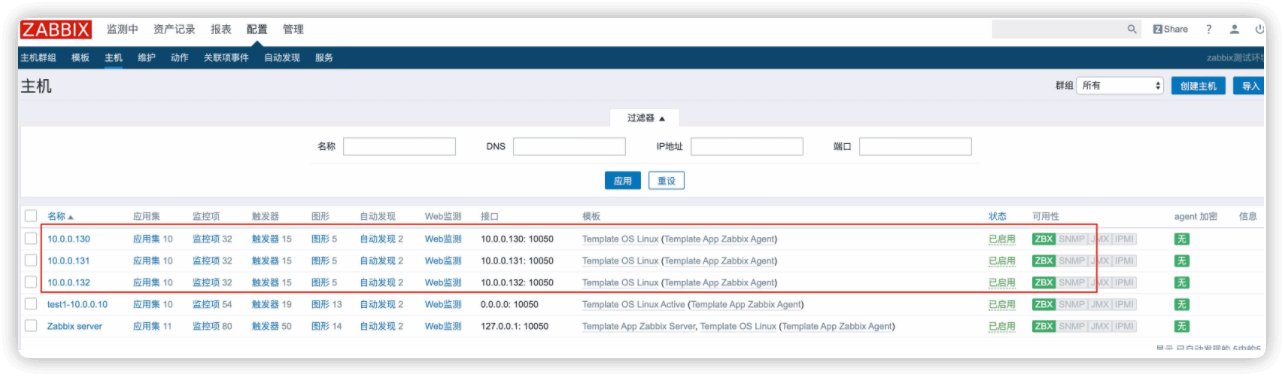 ZABBIX 监测中 资产记录 报表 配置 管理 Z Share ?
主机群组 模板 主机 维护 动作 关联项事件 自动发现 服务 zabbix测试环
主机 群组 所有 创建主机 导入
过滤器 ▲
名称 DNS IP地址 端口
应用 重设
名称 ▲ 应用集 监控项 触发器 图形 自动发现 Web监测 接口 模板 状态 可用性 agent 加密 信息
10.0.0.130 应用集 10 监控项 32 触发器 15 图形 5 自动发现 2 Web监测 10.0.0.130: 10050 Template OS Linux (Template App Zabbix Agent) 已启用 ZBX SNMP JMX IPMI 无
10.0.0.131 应用集 10 监控项 32 触发器 15 图形 5 自动发现 2 Web监测 10.0.0.131: 10050 Template OS Linux (Template App Zabbix Agent) 已启用 ZBX SNMP JMX IPMI 无
10.0.0.132 应用集 10 监控项 32 触发器 15 图形 5 自动发现 2 Web监测 10.0.0.132: 10050 Template OS Linux (Template App Zabbix Agent) 已启用 ZBX SNMP JMX IPMI 无
test1-10.0.0.10 应用集 10 监控项 54 触发器 19 图形 13 自动发现 2 Web监测 0.0.0.0: 10050 Template OS Linux Active (Template App Zabbix Agent) 已启用 ZBX SNMP JMX IPMI 无
Zabbix server 应用集 11 监控项 80 触发器 50 图形 14 自动发现 2 Web监测 127.0.0.1: 10050 Template App Zabbix Server, Template OS Linux (Template App Zabbix Agent) 已启用 ZBX SNMP JMX IPMI 无